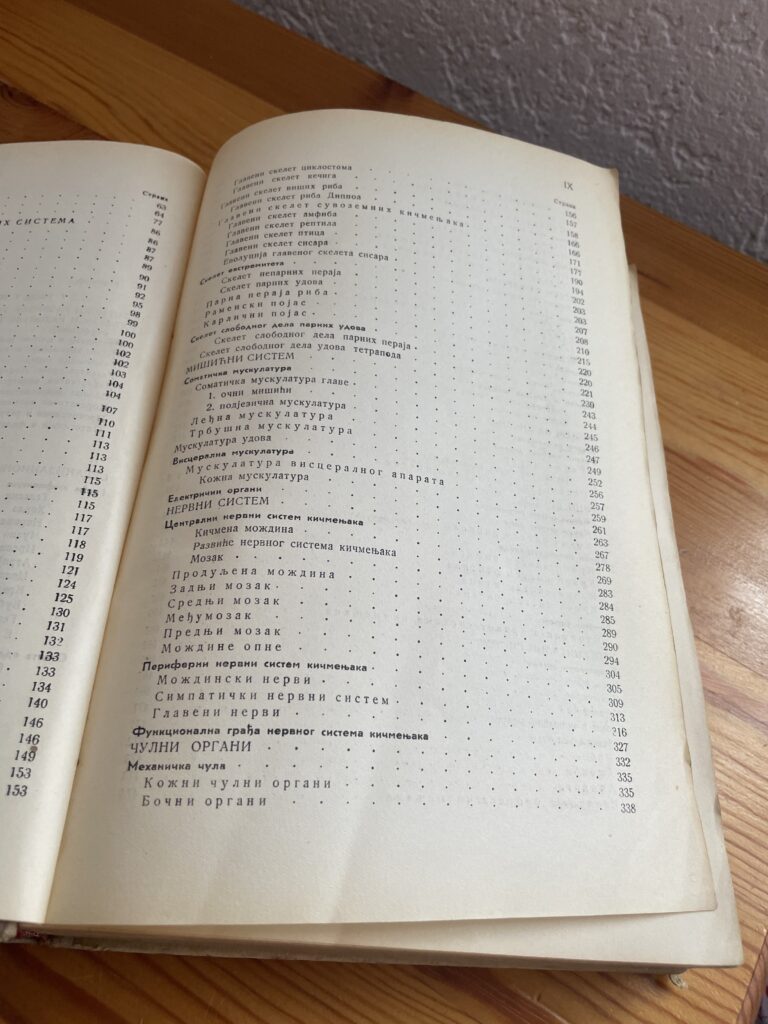 Страна
63
64
77
ИХ СИСТЕМА
86
86
87
87
89
90
91
92
95
98
99
100
100
102
102
103
104
104
107
110
111
113
113
113
115
115
115
117
117
118
119
121
124
125
130
131
132
133
133
134
140
146
146
149
153
153
IX
Страна
Главени скелет циклостома 156
Главени скелет кечига 157
Главени скелет виших риба 158
Главени скелет риба Дипноа 166
Главени скелет сувоземних кичмењака 166
Главени скелет амфиба 171
Главени скелет рептила 177
Главени скелет птица 190
Главени скелет сисара 194
Еволуција главеног скелета сисара 202
Скелет екстремитета 203
Скелет непарних пераја 203
Скелет парних удова 207
Парна пераја риба 208
Раменски појас 210
Карлични појас 215
Скелет слободног дела парних удова 220
Скелет слободног дела парних пераја 220
Скелет слободног дела удова тетрапода 221
МИШИЋНИ СИСТЕМ 239
Соматичка мускулатура 243
Соматичка мускулатура главе 244
1. очни мишићи 245
2. подјезична мускулатура 246
Леђна мускулатура 247
Трбушна мускулатура 249
Мускулатура удова 252
Висцерална мускулатура 256
Мускулатура висцералног апарата 257
Кожна мускулатура 259
Електрични органи 261
НЕРВНИ СИСТЕМ 263
Централни нервни систем кичмењака 267
Кичмена мождина 278
Развиће нервног система кичмењака 269
Мозак 283
Продуљена мождина 284
Задњи мозак 285
Средњи мозак 289
Међумозак 290
Предњи мозак 294
Мождине опне 304
Периферни нервни систем кичмењака 305
Мождински нерви 309
Симпатички нервни систем 313
Главени нерви 216
Функционална грађа нервног система кичмењака 327
ЧУЛНИ ОРГАНИ 332
Механичка чула 335
Кожни чулни органи 335
Бочни органи 338